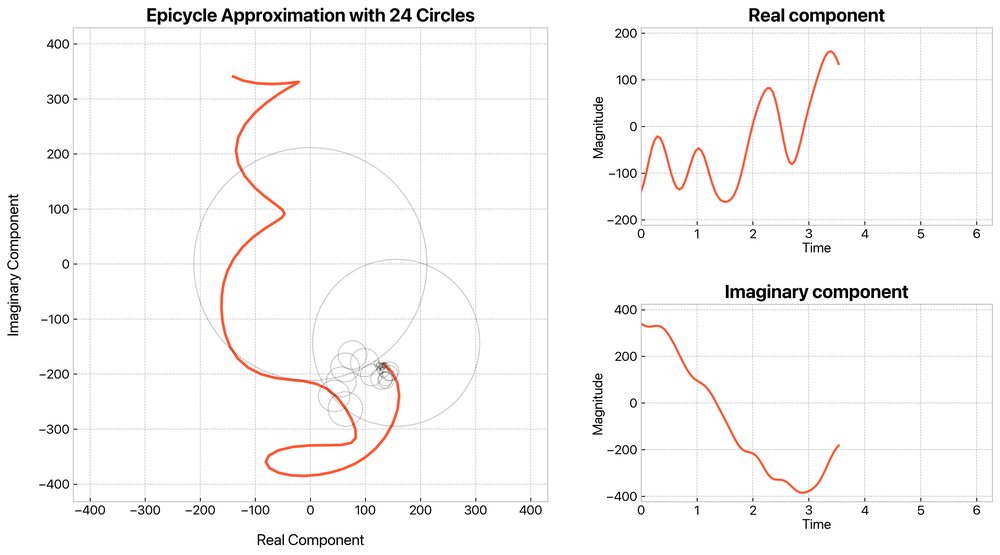 Epicycle Approximation with 24 Circles
400
300
200
100
0
−100
−200
−300
−400
−400 −300 −200 −100 0 100 200 300 400
Imaginary Component
Real Component
Real component
200
100
0
−100
−200
0 1 2 3 4 5 6
Magnitude
Time
Imaginary component
400
200
0
−200
−400
0 1 2 3 4 5 6
Magnitude
Time